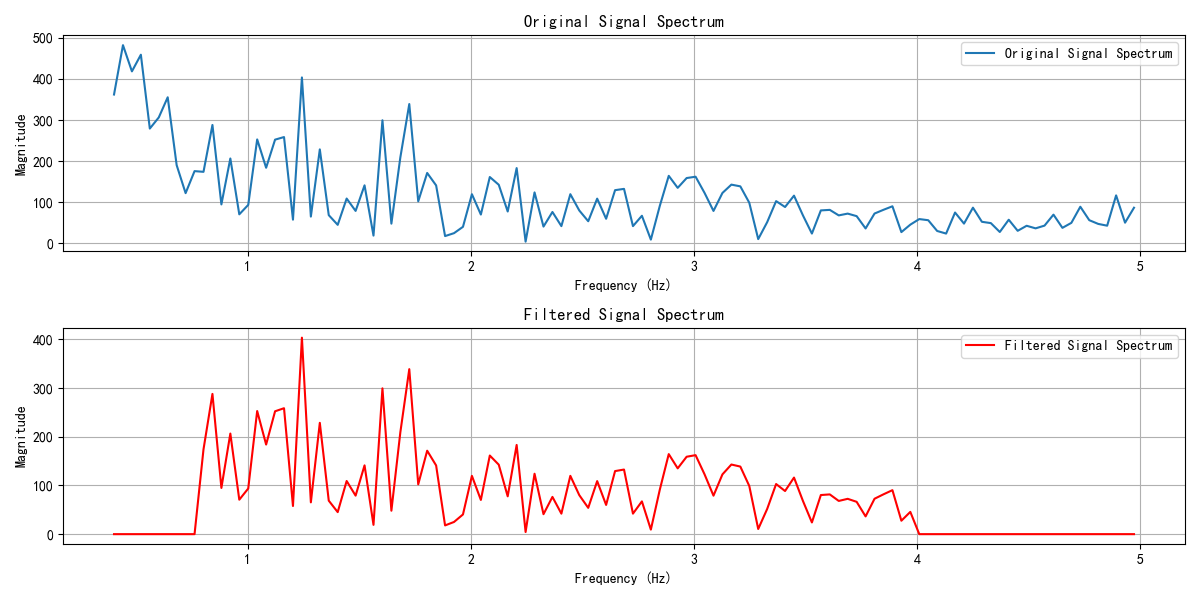 Original Signal Spectrum
500
400
300
200
100
0
Magnitude
Original Signal Spectrum
1
2
3
4
5
Frequency (Hz)
Filtered Signal Spectrum
400
300
200
100
0
Magnitude
Filtered Signal Spectrum
1
2
3
4
5
Frequency (Hz)